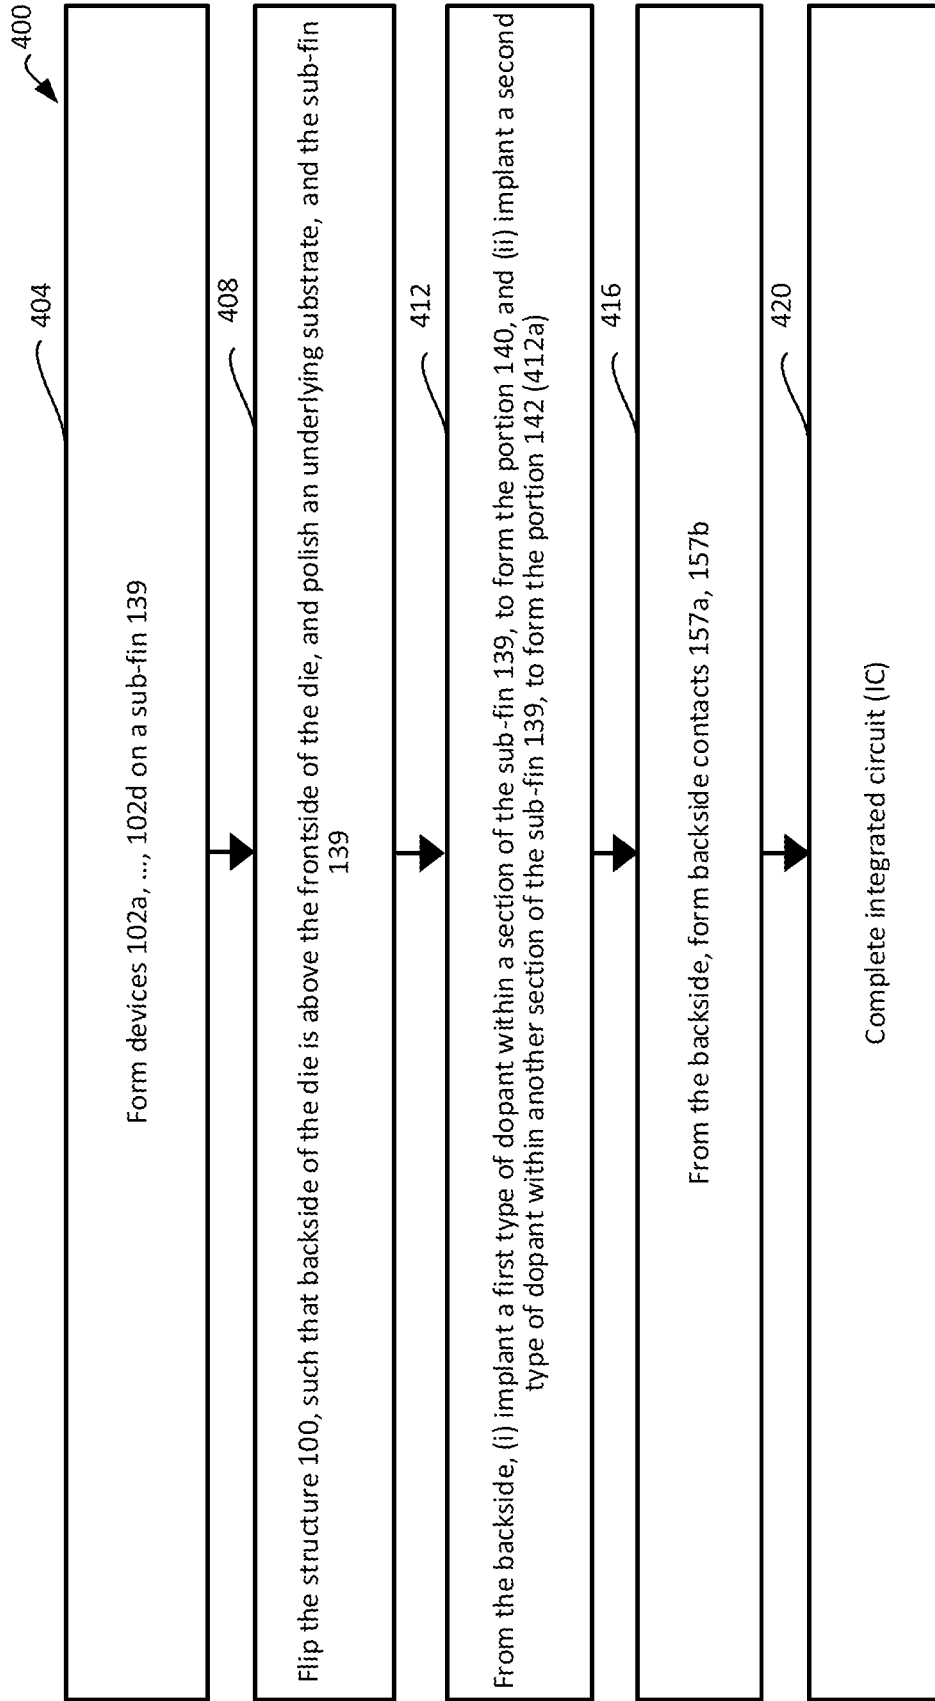 400
404
Form devices 102a, ..., 102d on a sub-fin 139
408
Flip the structure 100, such that backside of the die is above the frontside of the die, and polish an underlying substrate, and the sub-fin
139
412
From the backside, (i) implant a first type of dopant within a section of the sub-fin 139, to form the portion 140, and (ii) implant a second
type of dopant within another section of the sub-fin 139, to form the portion 142 (412a)
416
From the backside, form backside contacts 157a, 157b
420
Complete integrated circuit (IC)